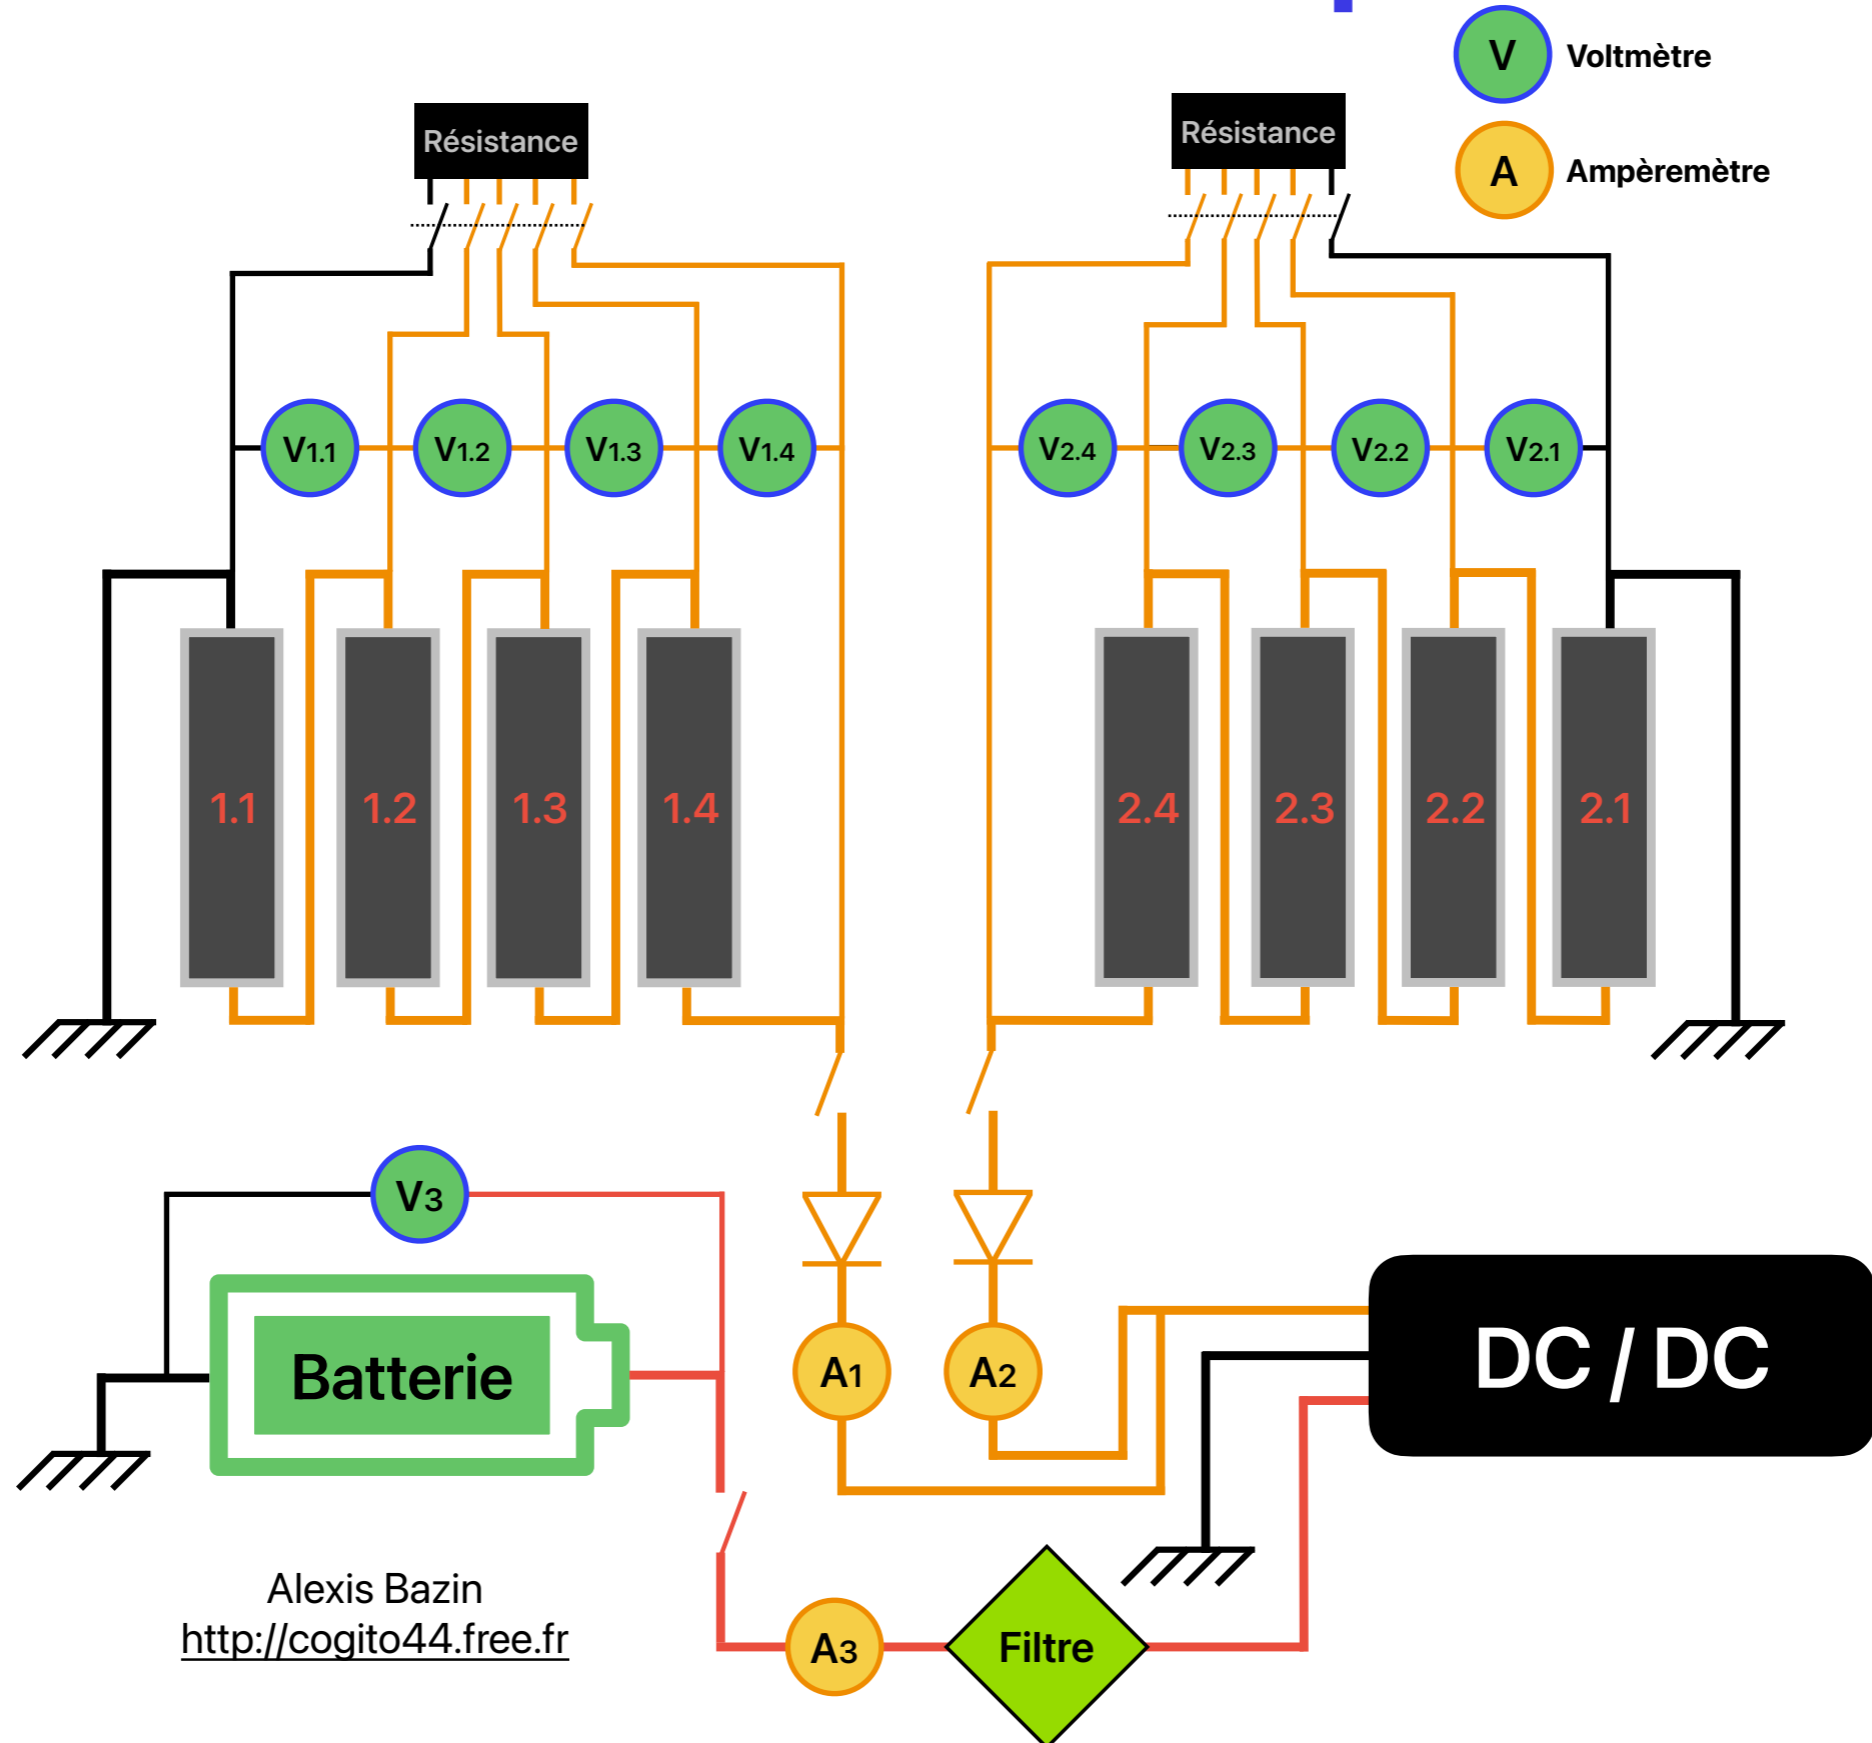 V Voltmètre
Résistance
Résistance
A Ampèremètre
V1.1 V1.2 V1.3 V1.4 V2.4 V2.3 V2.2 V2.1
1.1 1.2 1.3 1.4 2.4 2.3 2.2 2.1
V3
Batterie
A1 A2
DC / DC
Alexis Bazin
http://cogito44.free.fr
A3 Filtre